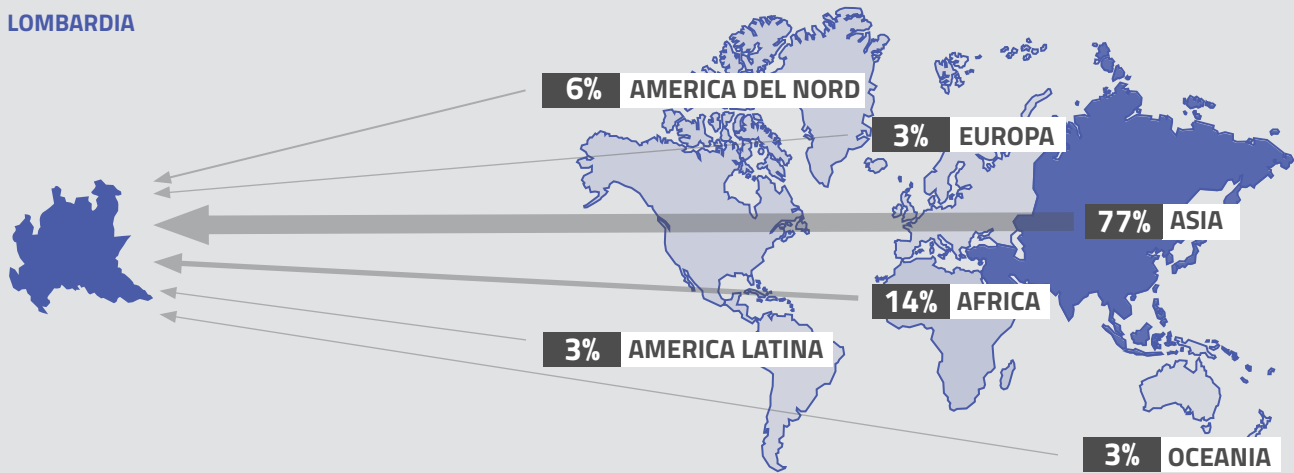 LOMBARDIA
6% AMERICA DEL NORD
3% EUROPA
77% ASIA
14% AFRICA
3% AMERICA LATINA
3% OCEANIA